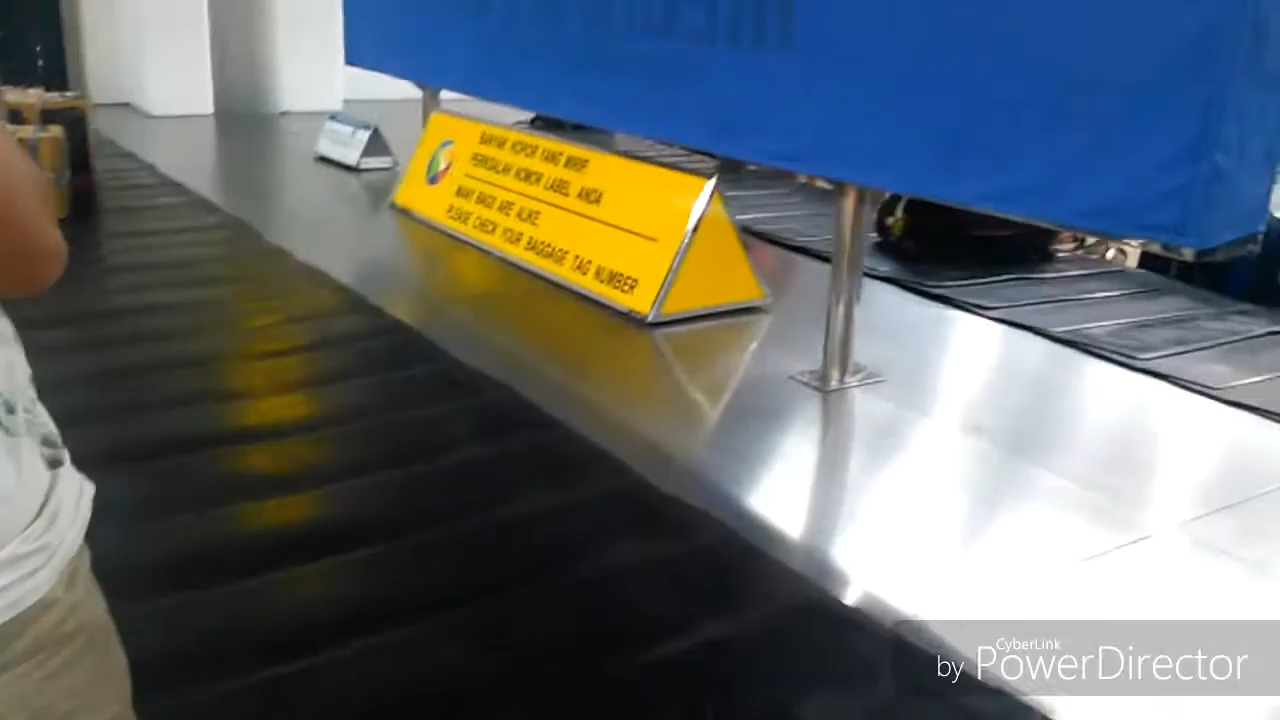 BANYAK KOPOR YANG MIRIP.
PERIKSALAH NOMOR LABEL ANDA
MANY BAGS ARE ALIKE.
PLEASE CHECK YOUR BAGGAGE TAG NUMBER
by CyberLink PowerDirector